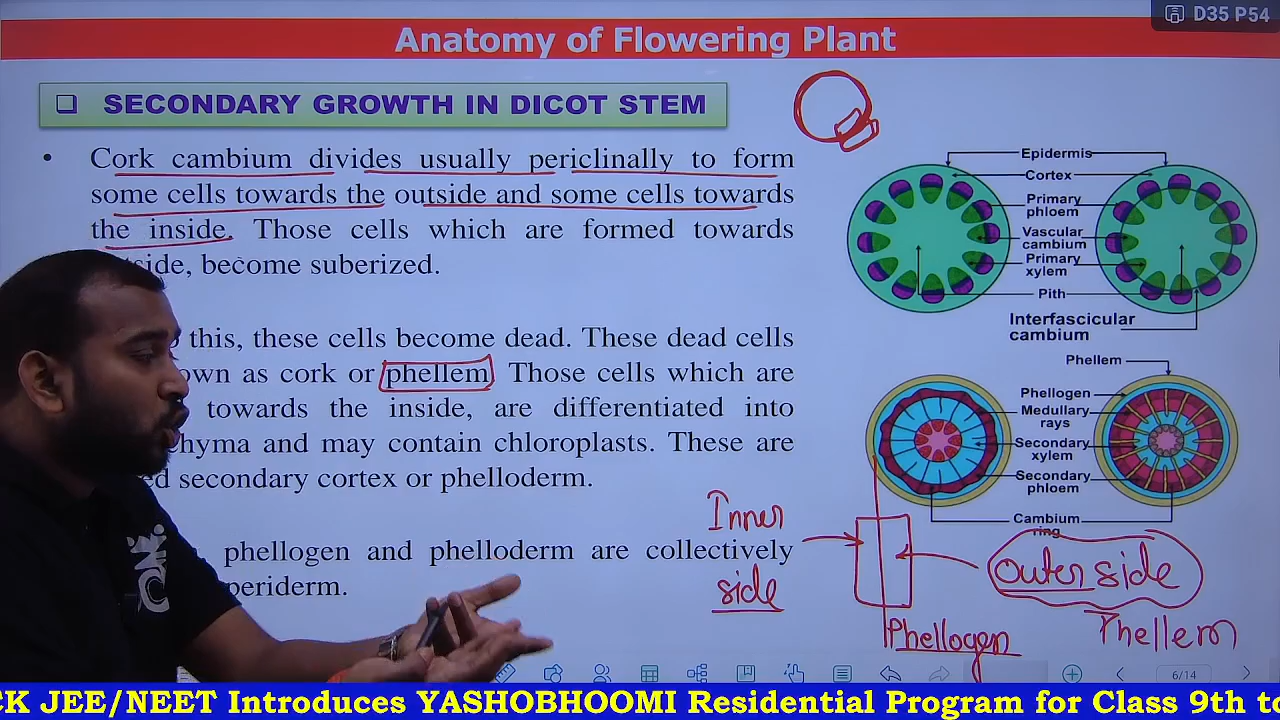 D35 P54
Anatomy of Flowering Plant
SECONDARY GROWTH IN DICOT STEM
Cork cambium divides usually periclinally to form
some cells towards the outside and some cells towards
the inside. Those cells which are formed towards
become suberized.
this, these cells become dead. These dead cells
as cork or phellem. Those cells which are
towards the inside, are differentiated into
and may contain chloroplasts. These are
secondary cortex or phelloderm.
phellogen and phelloderm are collectively
periderm.
Epidermis
Cortex
Primary
phloem
Vascular
cambium
Primary
xylem
Pith
Interfascicular
cambium
Phellem
Phellogen
Medullary
rays
Secondary
xylem
Secondary
phloem
Cambium
ring
Inner
side
outer side
Phellogen
Phellem
6/14
CK JEE/NEET Introduces YASHOBHOOMI Residential Program for Class 9th to